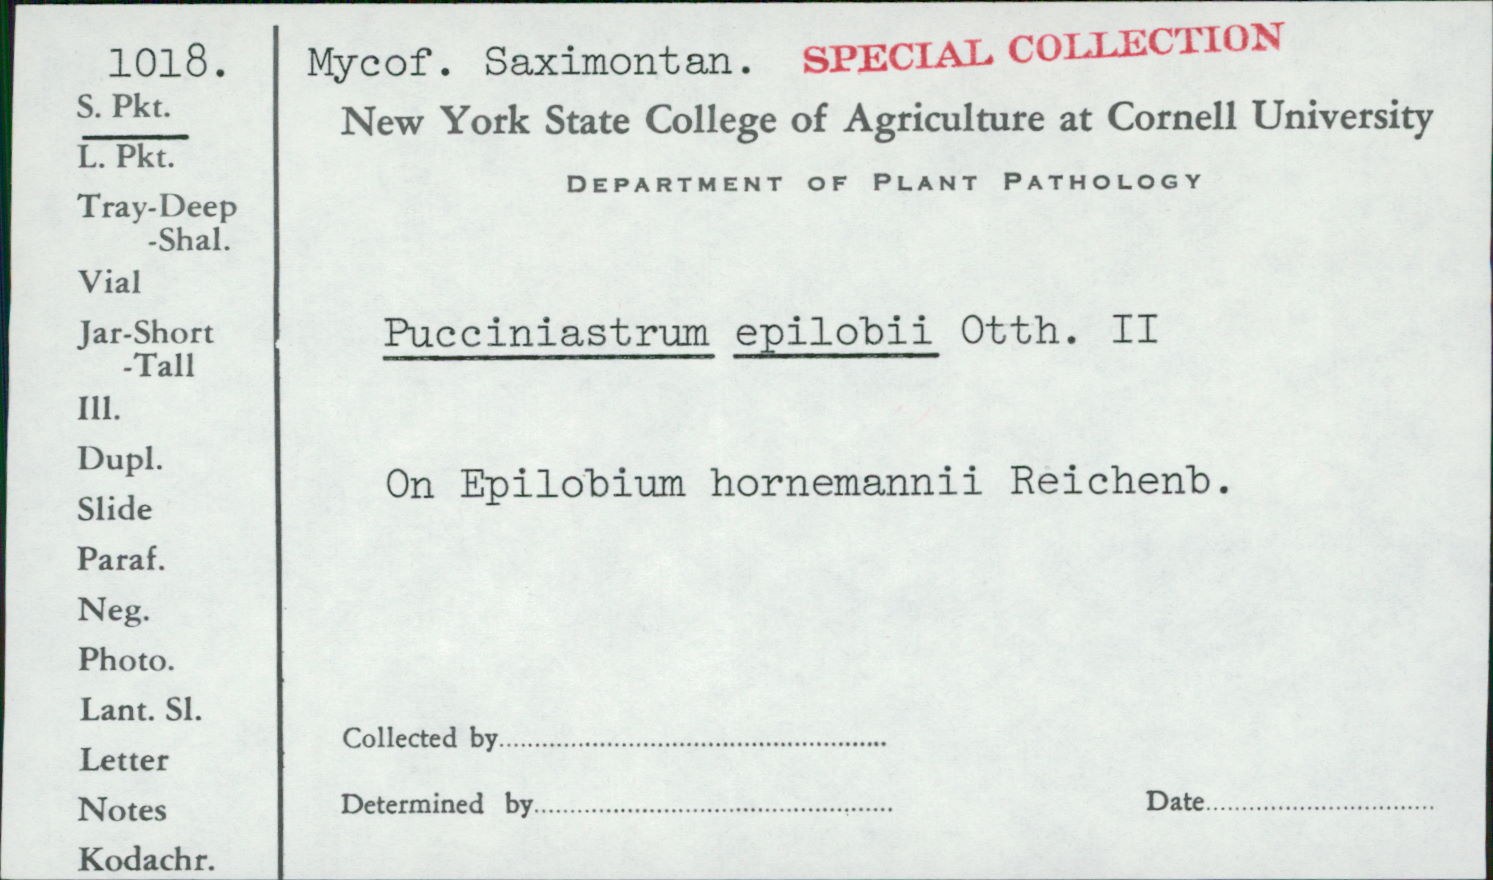 1018.
S. Pkt.
L. Pkt.
Tray-Deep
-Shal.
Vial
Jar-Short
-Tall
Ill.
Dupl.
Slide
Paraf.
Neg.
Photo.
Lant. Sl.
Letter
Notes
Kodachr.
Mycof. Saximontan. SPECIAL COLLECTION
New York State College of Agriculture at Cornell University
DEPARTMENT OF PLANT PATHOLOGY
Pucciniastrum epilobii Otth. II
On Epilobium hornemannii Reichenb.
Collected by
Determined by
Date